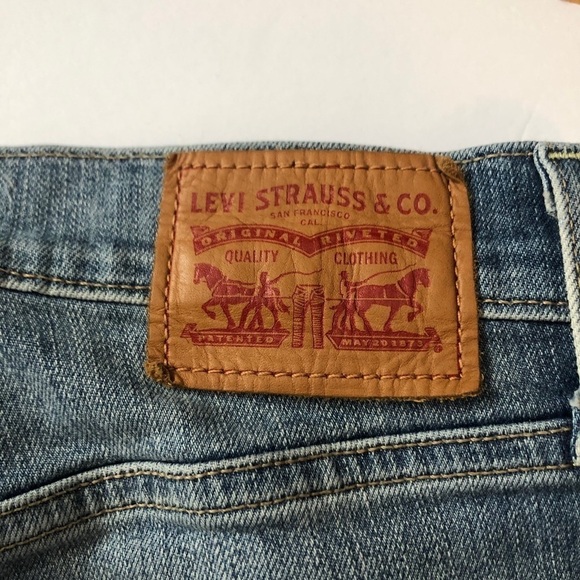 LEVI STRAUSS & CO.
SAN FRANCISCO
CAL.
ORIGINAL RIVETED
QUALITY CLOTHING
PATENTED MAY 20 1873
®